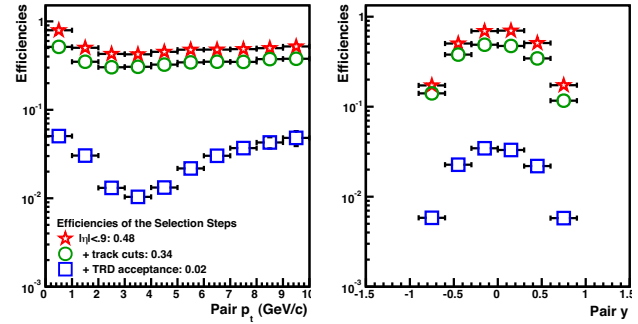 Efficiencies
1
10⁻¹
10⁻²
10⁻³
Efficiencies of the Selection Steps
|η|<.9: 0.48
+ track cuts: 0.34
+ TRD acceptance: 0.02
0 1 2 3 4 5 6 7 8 9 10
Pair pₜ (GeV/c)
Efficiencies
1
10⁻¹
10⁻²
10⁻³
-1.5 -1 -0.5 0 0.5 1 1.5
Pair y